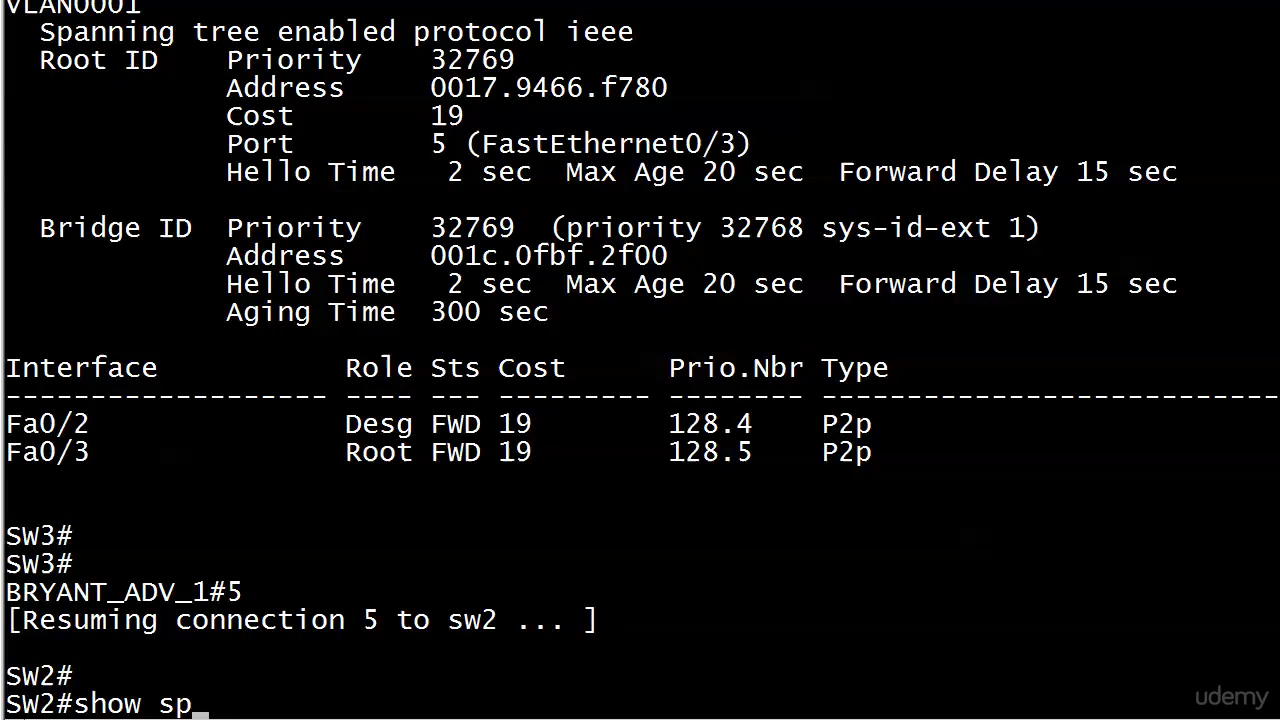 VLAN0001
  Spanning tree enabled protocol ieee
  Root ID    Priority    32769
             Address     0017.9466.f780
             Cost        19
             Port        5 (FastEthernet0/3)
             Hello Time   2 sec  Max Age 20 sec  Forward Delay 15 sec

  Bridge ID  Priority    32769  (priority 32768 sys-id-ext 1)
             Address     001c.0fbf.2f00
             Hello Time   2 sec  Max Age 20 sec  Forward Delay 15 sec
             Aging Time  300 sec

Interface           Role Sts Cost      Prio.Nbr Type
------------------- ---- --- --------- -------- ---------------------------
Fa0/2               Desg FWD 19        128.4    P2p
Fa0/3               Root FWD 19        128.5    P2p

SW3#
SW3#
BRYANT_ADV_1#5
[Resuming connection 5 to sw2 ... ]

SW2#
SW2#show sp
udemy